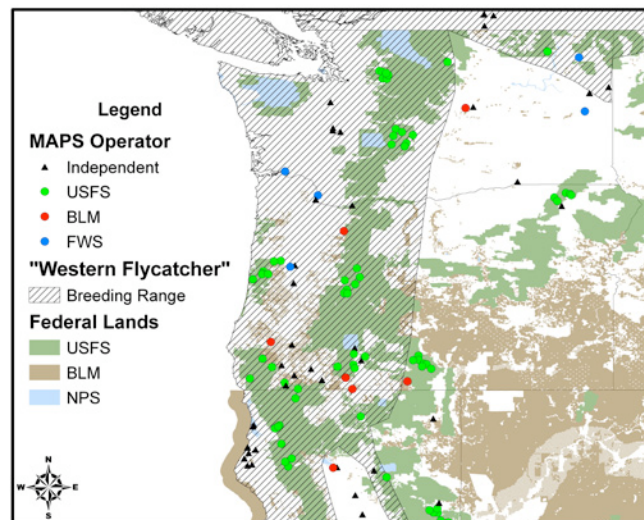 Legend
MAPS Operator
Independent
USFS
BLM
FWS
"Western Flycatcher"
Breeding Range
Federal Lands
USFS
BLM
NPS
N
W E
S